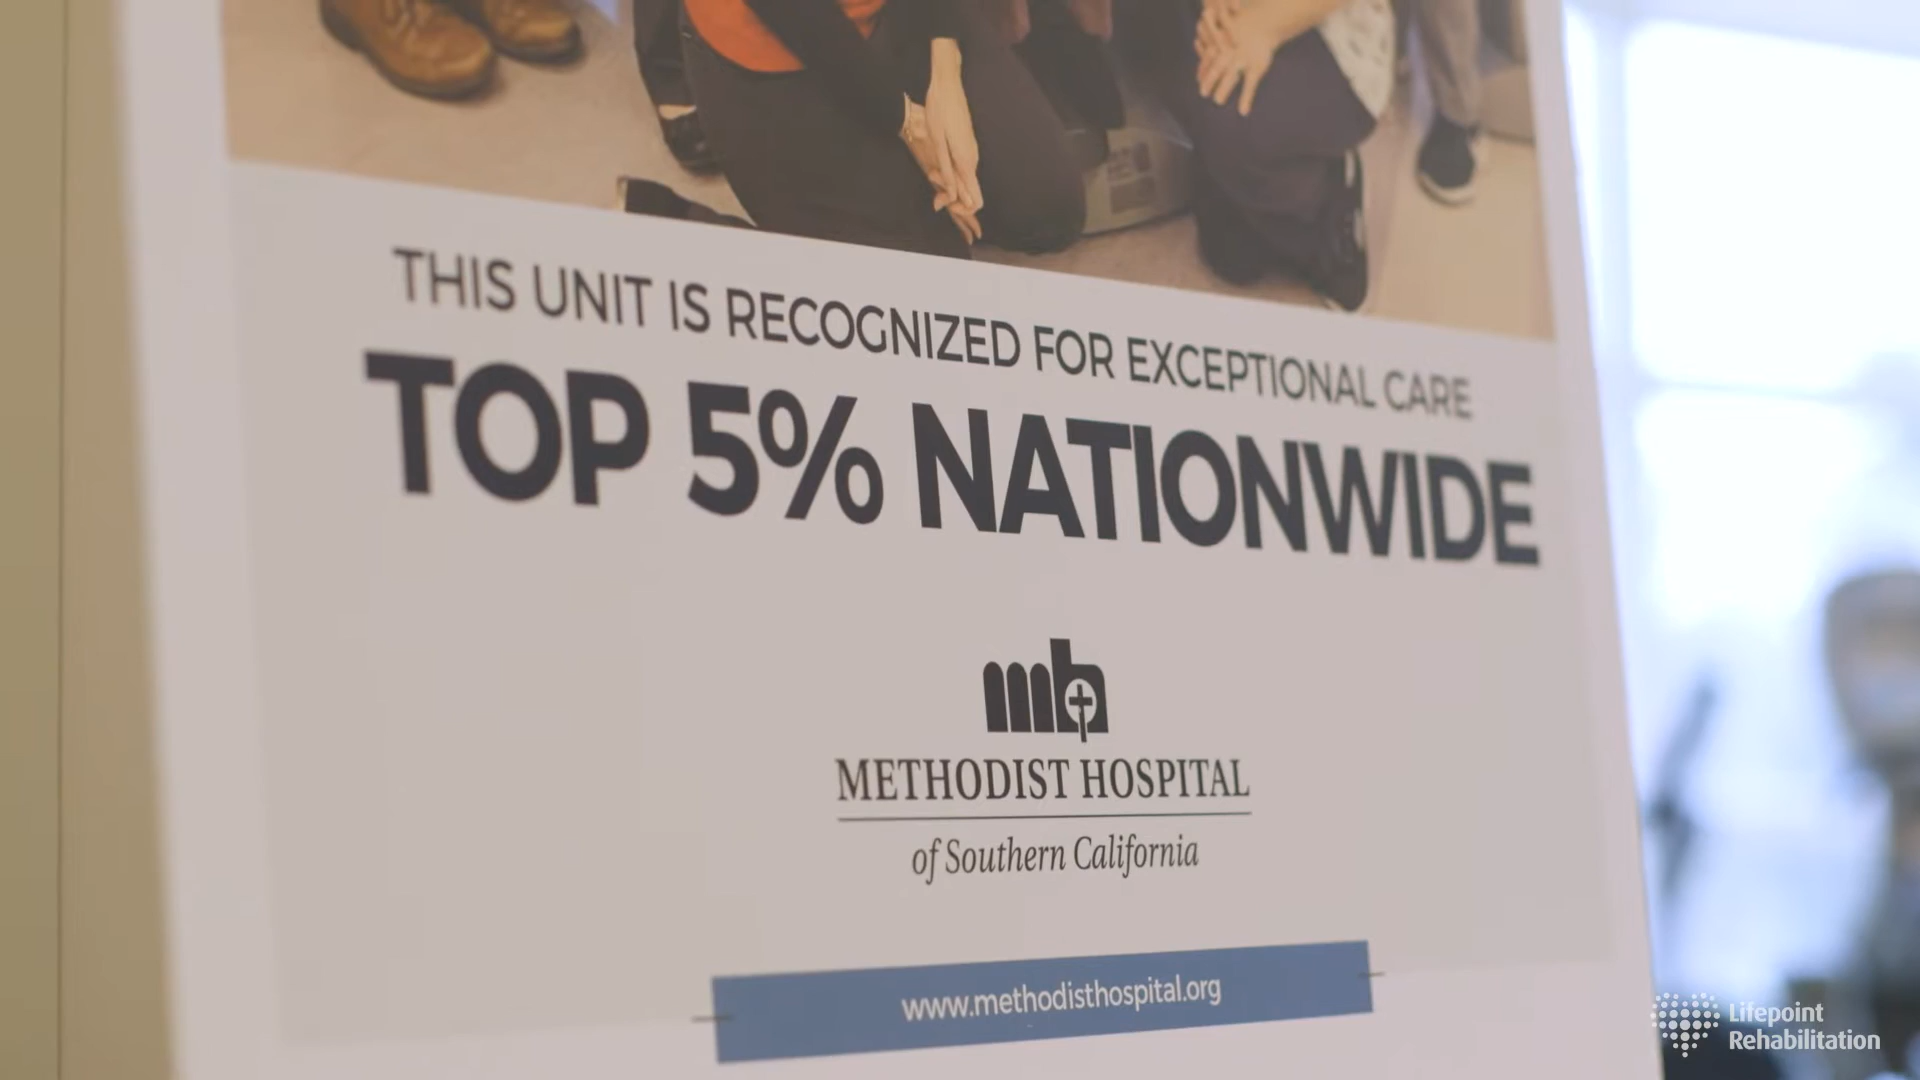 THIS UNIT IS RECOGNIZED FOR EXCEPTIONAL CARE
TOP 5% NATIONWIDE
mh
METHODIST HOSPITAL
of Southern California
www.methodisthospital.org
Lifepoint
Rehabilitation